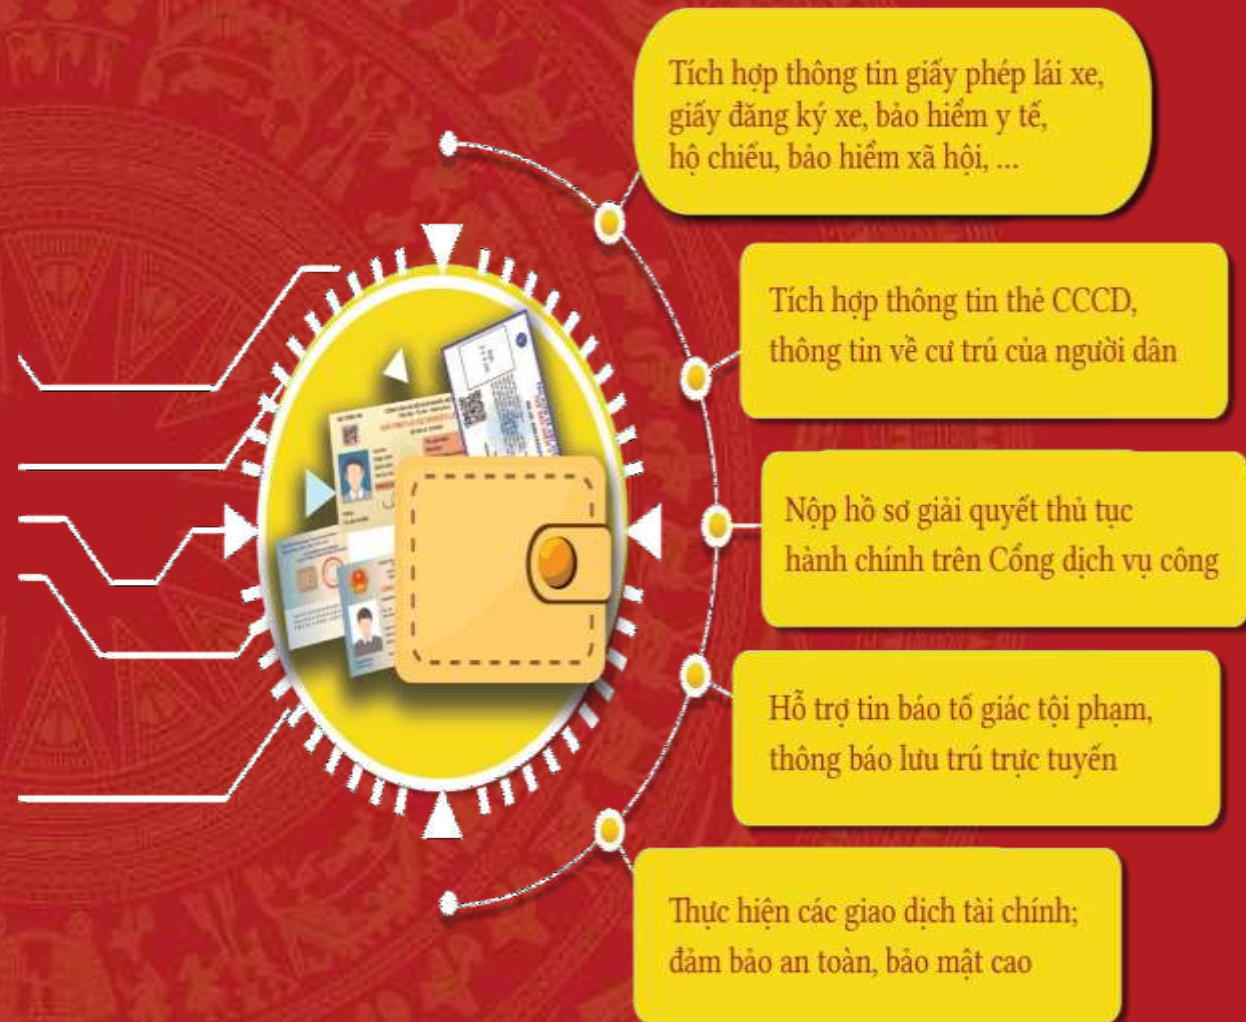 Tích hợp thông tin giấy phép lái xe,
giấy đăng ký xe, bảo hiểm y tế,
hộ chiếu, bảo hiểm xã hội, ...
Tích hợp thông tin thẻ CCCD,
thông tin về cư trú của người dân
Nộp hồ sơ giải quyết thủ tục
hành chính trên Cổng dịch vụ công
Hỗ trợ tin báo tố giác tội phạm,
thông báo lưu trú trực tuyến
Thực hiện các giao dịch tài chính;
đảm bảo an toàn, bảo mật cao